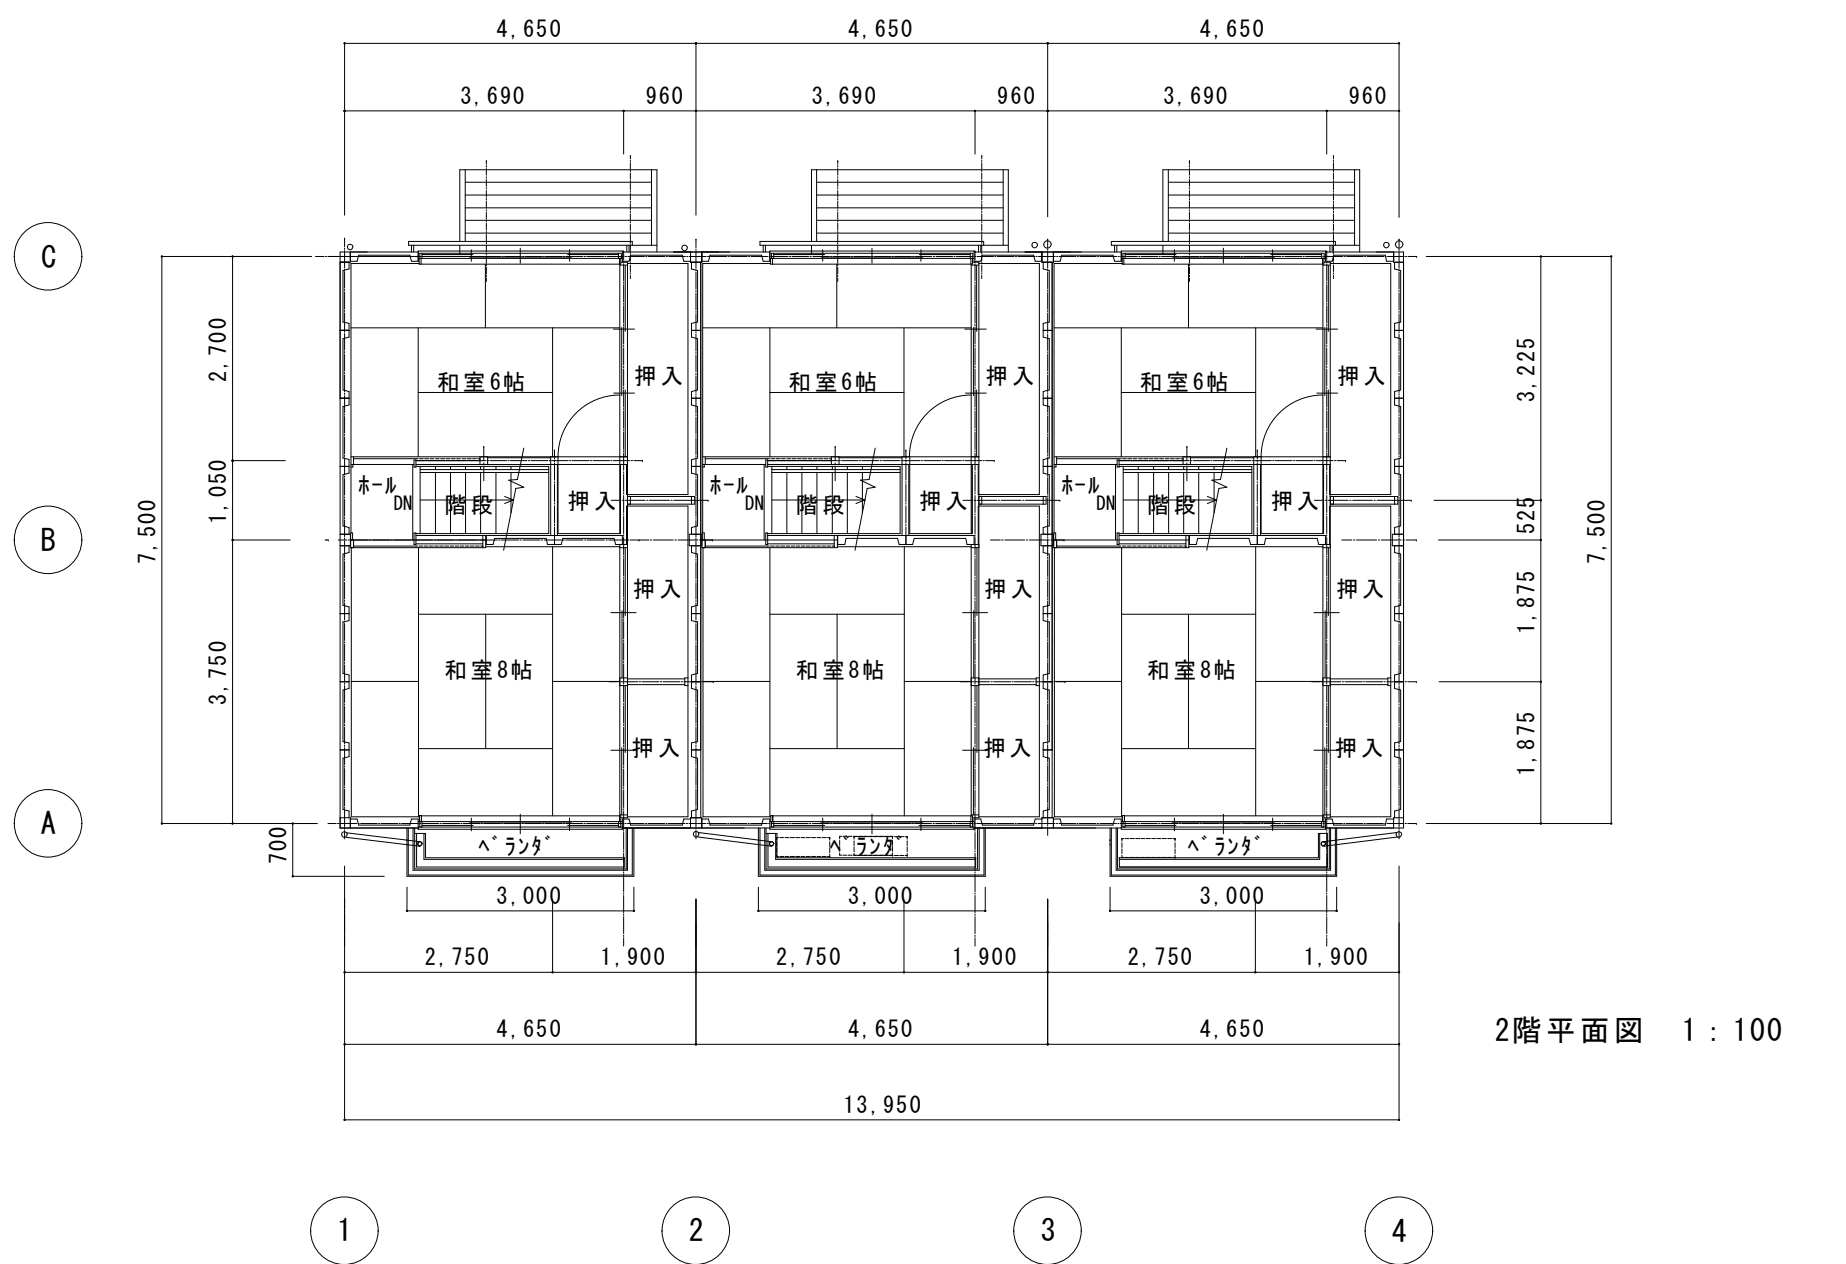 4,650 4,650 4,650
3,690 960 3,690 960 3,690 960
C
2,700
3,225
和室6帖 押入 和室6帖 押入 和室6帖 押入
1,050
ホール DN 階段 押入 ホール DN 階段 押入 ホール DN 階段 押入
525
7,500
B
7,500
押入 押入 押入
1,875
3,750
和室8帖 和室8帖 和室8帖
押入 押入 押入
1,875
A
700
ベランダ ベランダ ベランダ
3,000 3,000 3,000
2,750 1,900 2,750 1,900 2,750 1,900
4,650 4,650 4,650
2階平面図 1:100
13,950
1 2 3 4